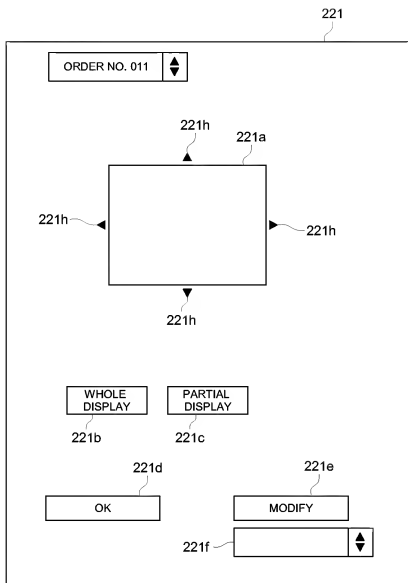 221
ORDER NO. 011
221h
221a
221h
221h
221h
WHOLE
DISPLAY
PARTIAL
DISPLAY
221b
221c
221d
221e
OK
MODIFY
221f